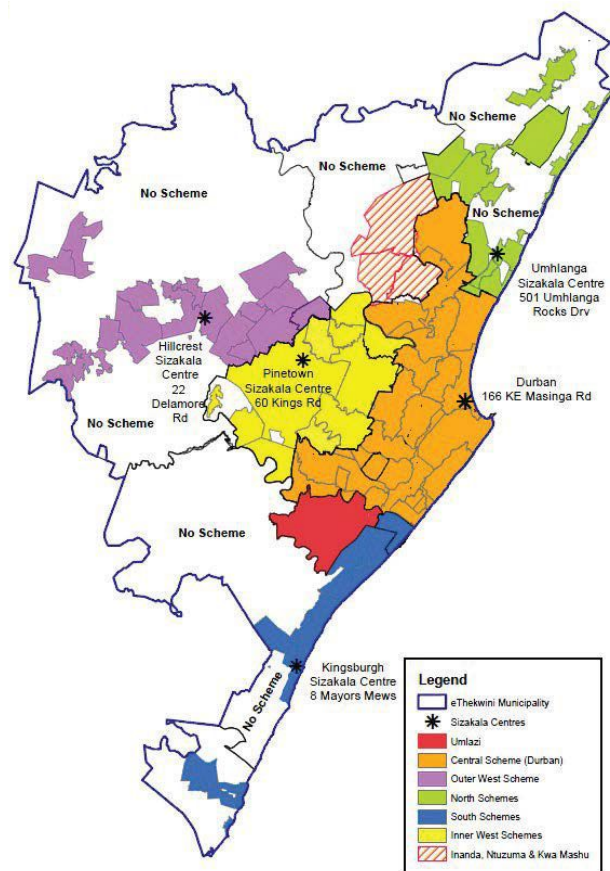 No Scheme
No Scheme
No Scheme
No Scheme
Umhlanga
Sizakala Centre
501 Umhlanga
Rocks Drv
Hillcrest
Sizakala
Centre
22
Delamore
Rd
Pinetown
Sizakala Centre
60 Kings Rd
Durban
166 KE Masinga Rd
No Scheme
No Scheme
Kingsburgh
Sizakala Centre
8 Mayors Mews
No Scheme
Legend
eThekwini Municipality
Sizakala Centres
Umlazi
Central Scheme (Durban)
Outer West Scheme
North Schemes
South Schemes
Inner West Schemes
Inanda, Ntuzuma & Kwa Mashu